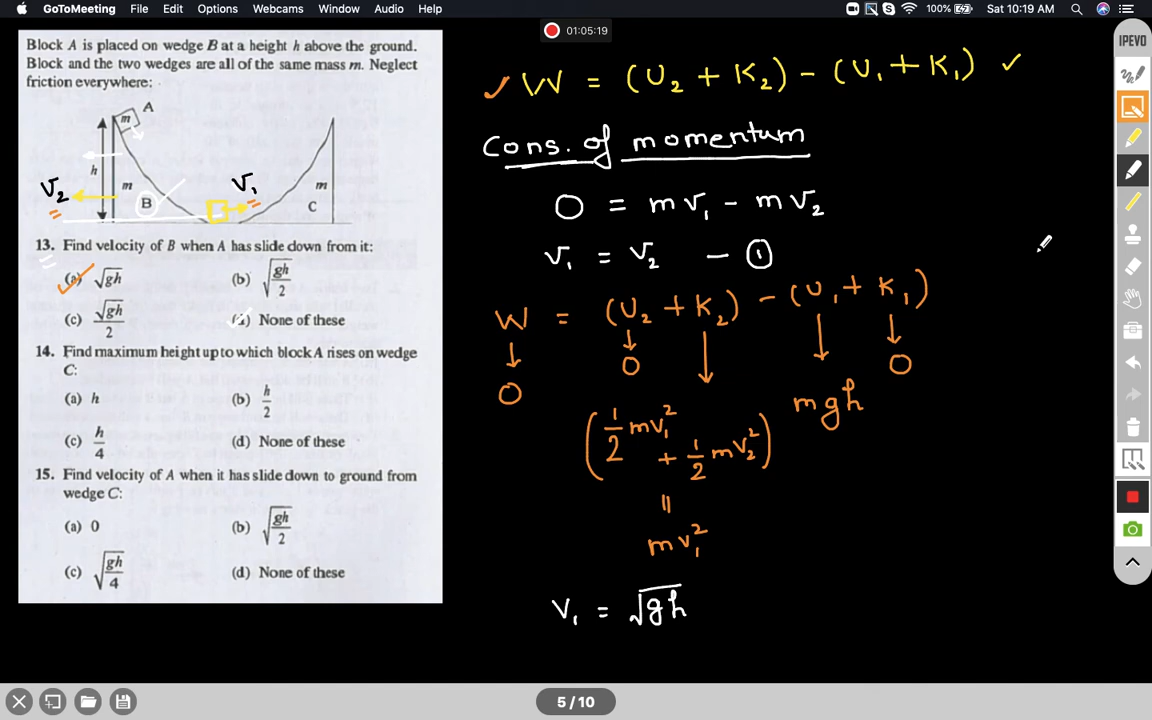 GoToMeeting File Edit Options Webcams Window Audio Help 100% Sat 10:19 AM
01:05:19
IPEVO
Block A is placed on wedge B at a height h above the ground.
Block and the two wedges are all of the same mass m. Neglect
friction everywhere:
A
m
h
m
m
B
C
V₂
V₁
13. Find velocity of B when A has slide down from it:
(a) √gh (b) √(gh/2)
(c) √gh/2 (d) None of these
14. Find maximum height upto which block A rises on wedge
C:
(a) h (b) h/2
(c) h/4 (d) None of these
15. Find velocity of A when it has slide down to ground from
wedge C:
(a) 0 (b) √(gh/2)
(c) √(gh/4) (d) None of these
✓ W = (U₂ + K₂) − (U₁ + K₁) ✓
Cons. of momentum
0 = mv₁ − mv₂
v₁ = v₂ − ①
W = (U₂ + K₂) − (U₁ + K₁)
↓ ↓ ↓ ↓ ↓
0 0 0
(½mv₁² + ½mv₂²) mgh
॥
mv₁²
V₁ = √gh
5 / 10